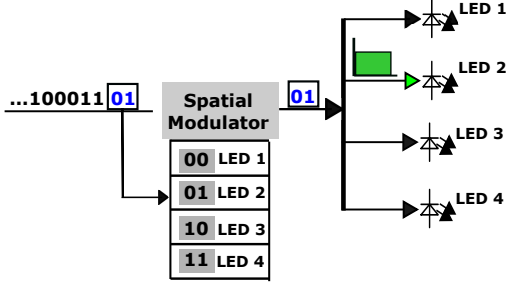 LED 1
LED 2
...100011 01
Spatial
Modulator
01
00 LED 1
01 LED 2
10 LED 3
11 LED 4
LED 3
LED 4